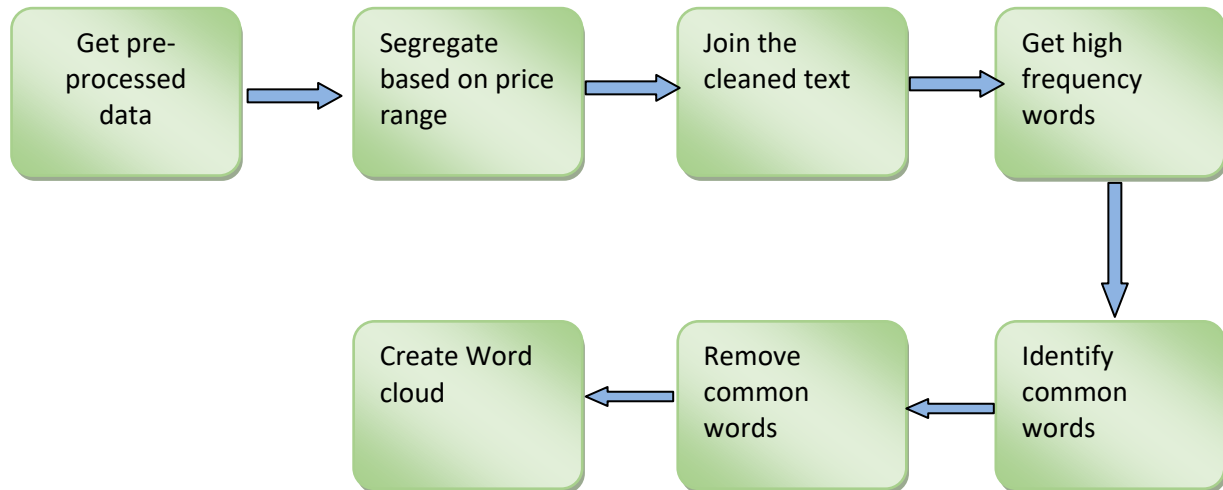 Get pre-
processed
data
Segregate
based on price
range
Join the
cleaned text
Get high
frequency
words
Identify
common
words
Remove
common
words
Create Word
cloud